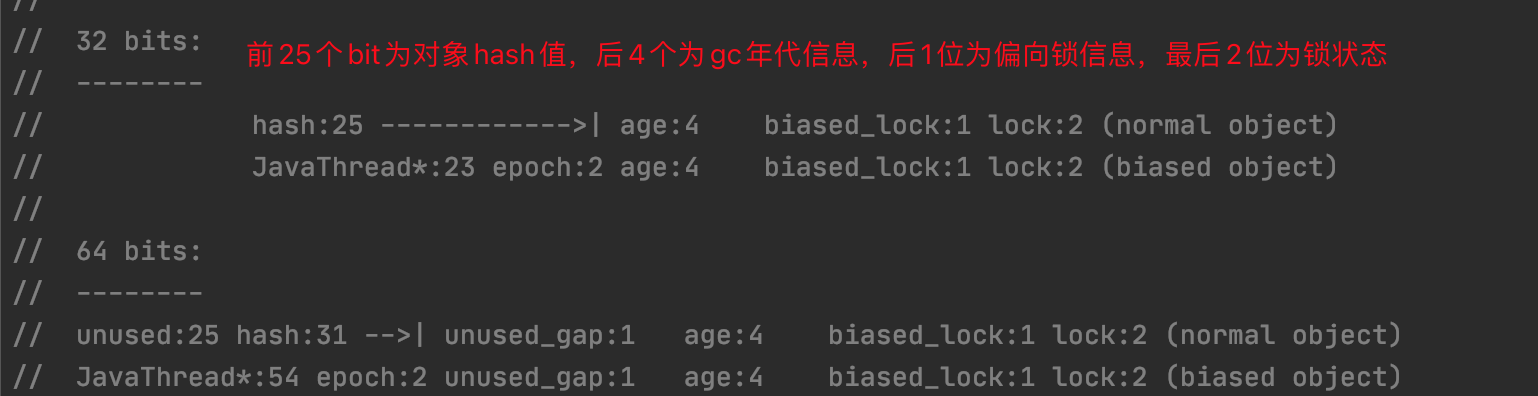 //
// 32 bits:
前25个bit为对象hash值，后4个为gc年代信息，后1位为偏向锁信息，最后2位为锁状态
// --------
// hash:25 ------------>| age:4 biased_lock:1 lock:2 (normal object)
// JavaThread*:23 epoch:2 age:4 biased_lock:1 lock:2 (biased object)
//
// 64 bits:
// --------
// unused:25 hash:31 -->| unused_gap:1 age:4 biased_lock:1 lock:2 (normal object)
// JavaThread*:54 epoch:2 unused_gap:1 age:4 biased_lock:1 lock:2 (biased object)